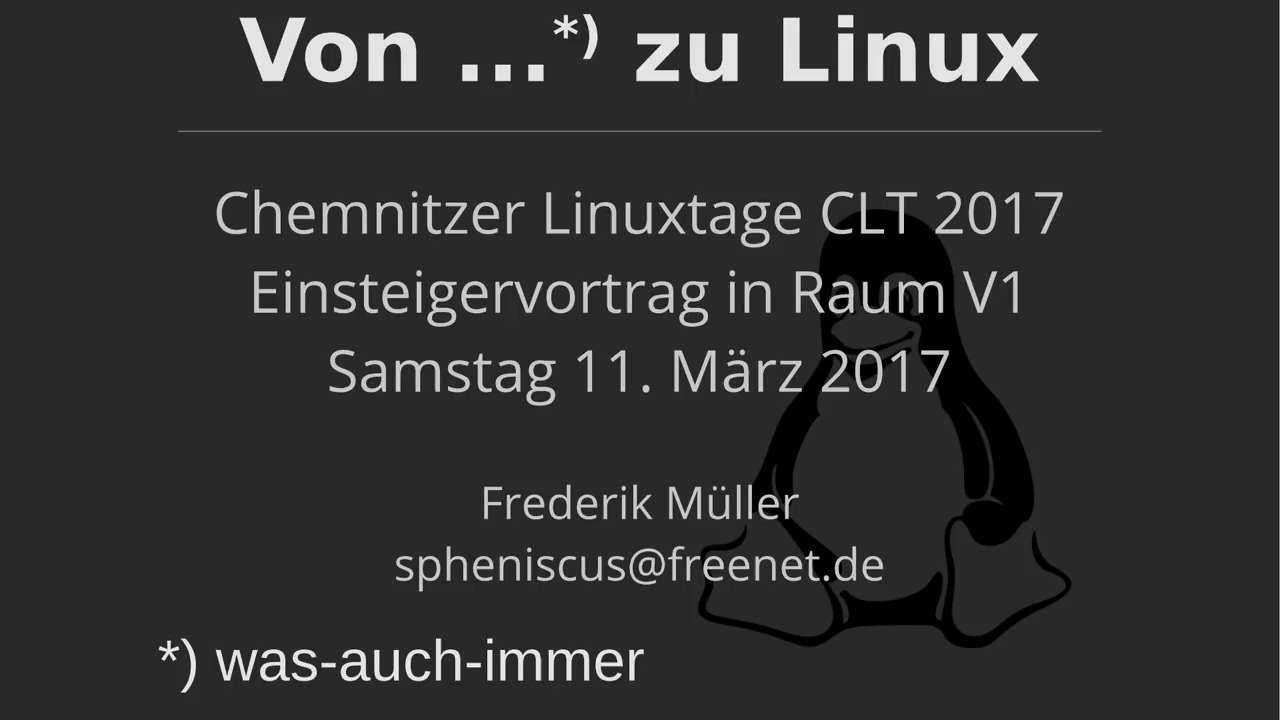 Von ...*) zu Linux
Chemnitzer Linuxtage CLT 2017
Einsteigervortrag in Raum V1
Samstag 11. März 2017
Frederik Müller
spheniscus@freenet.de
*) was-auch-immer